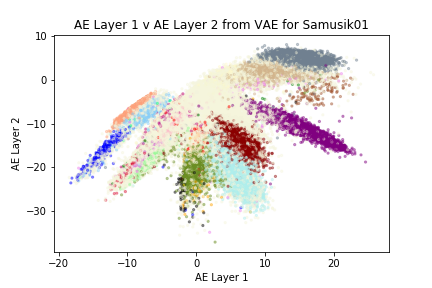 AE Layer 1 v AE Layer 2 from VAE for Samusik01
10
0
−10
−20
−30
AE Layer 2
−20 −10 0 10 20
AE Layer 1